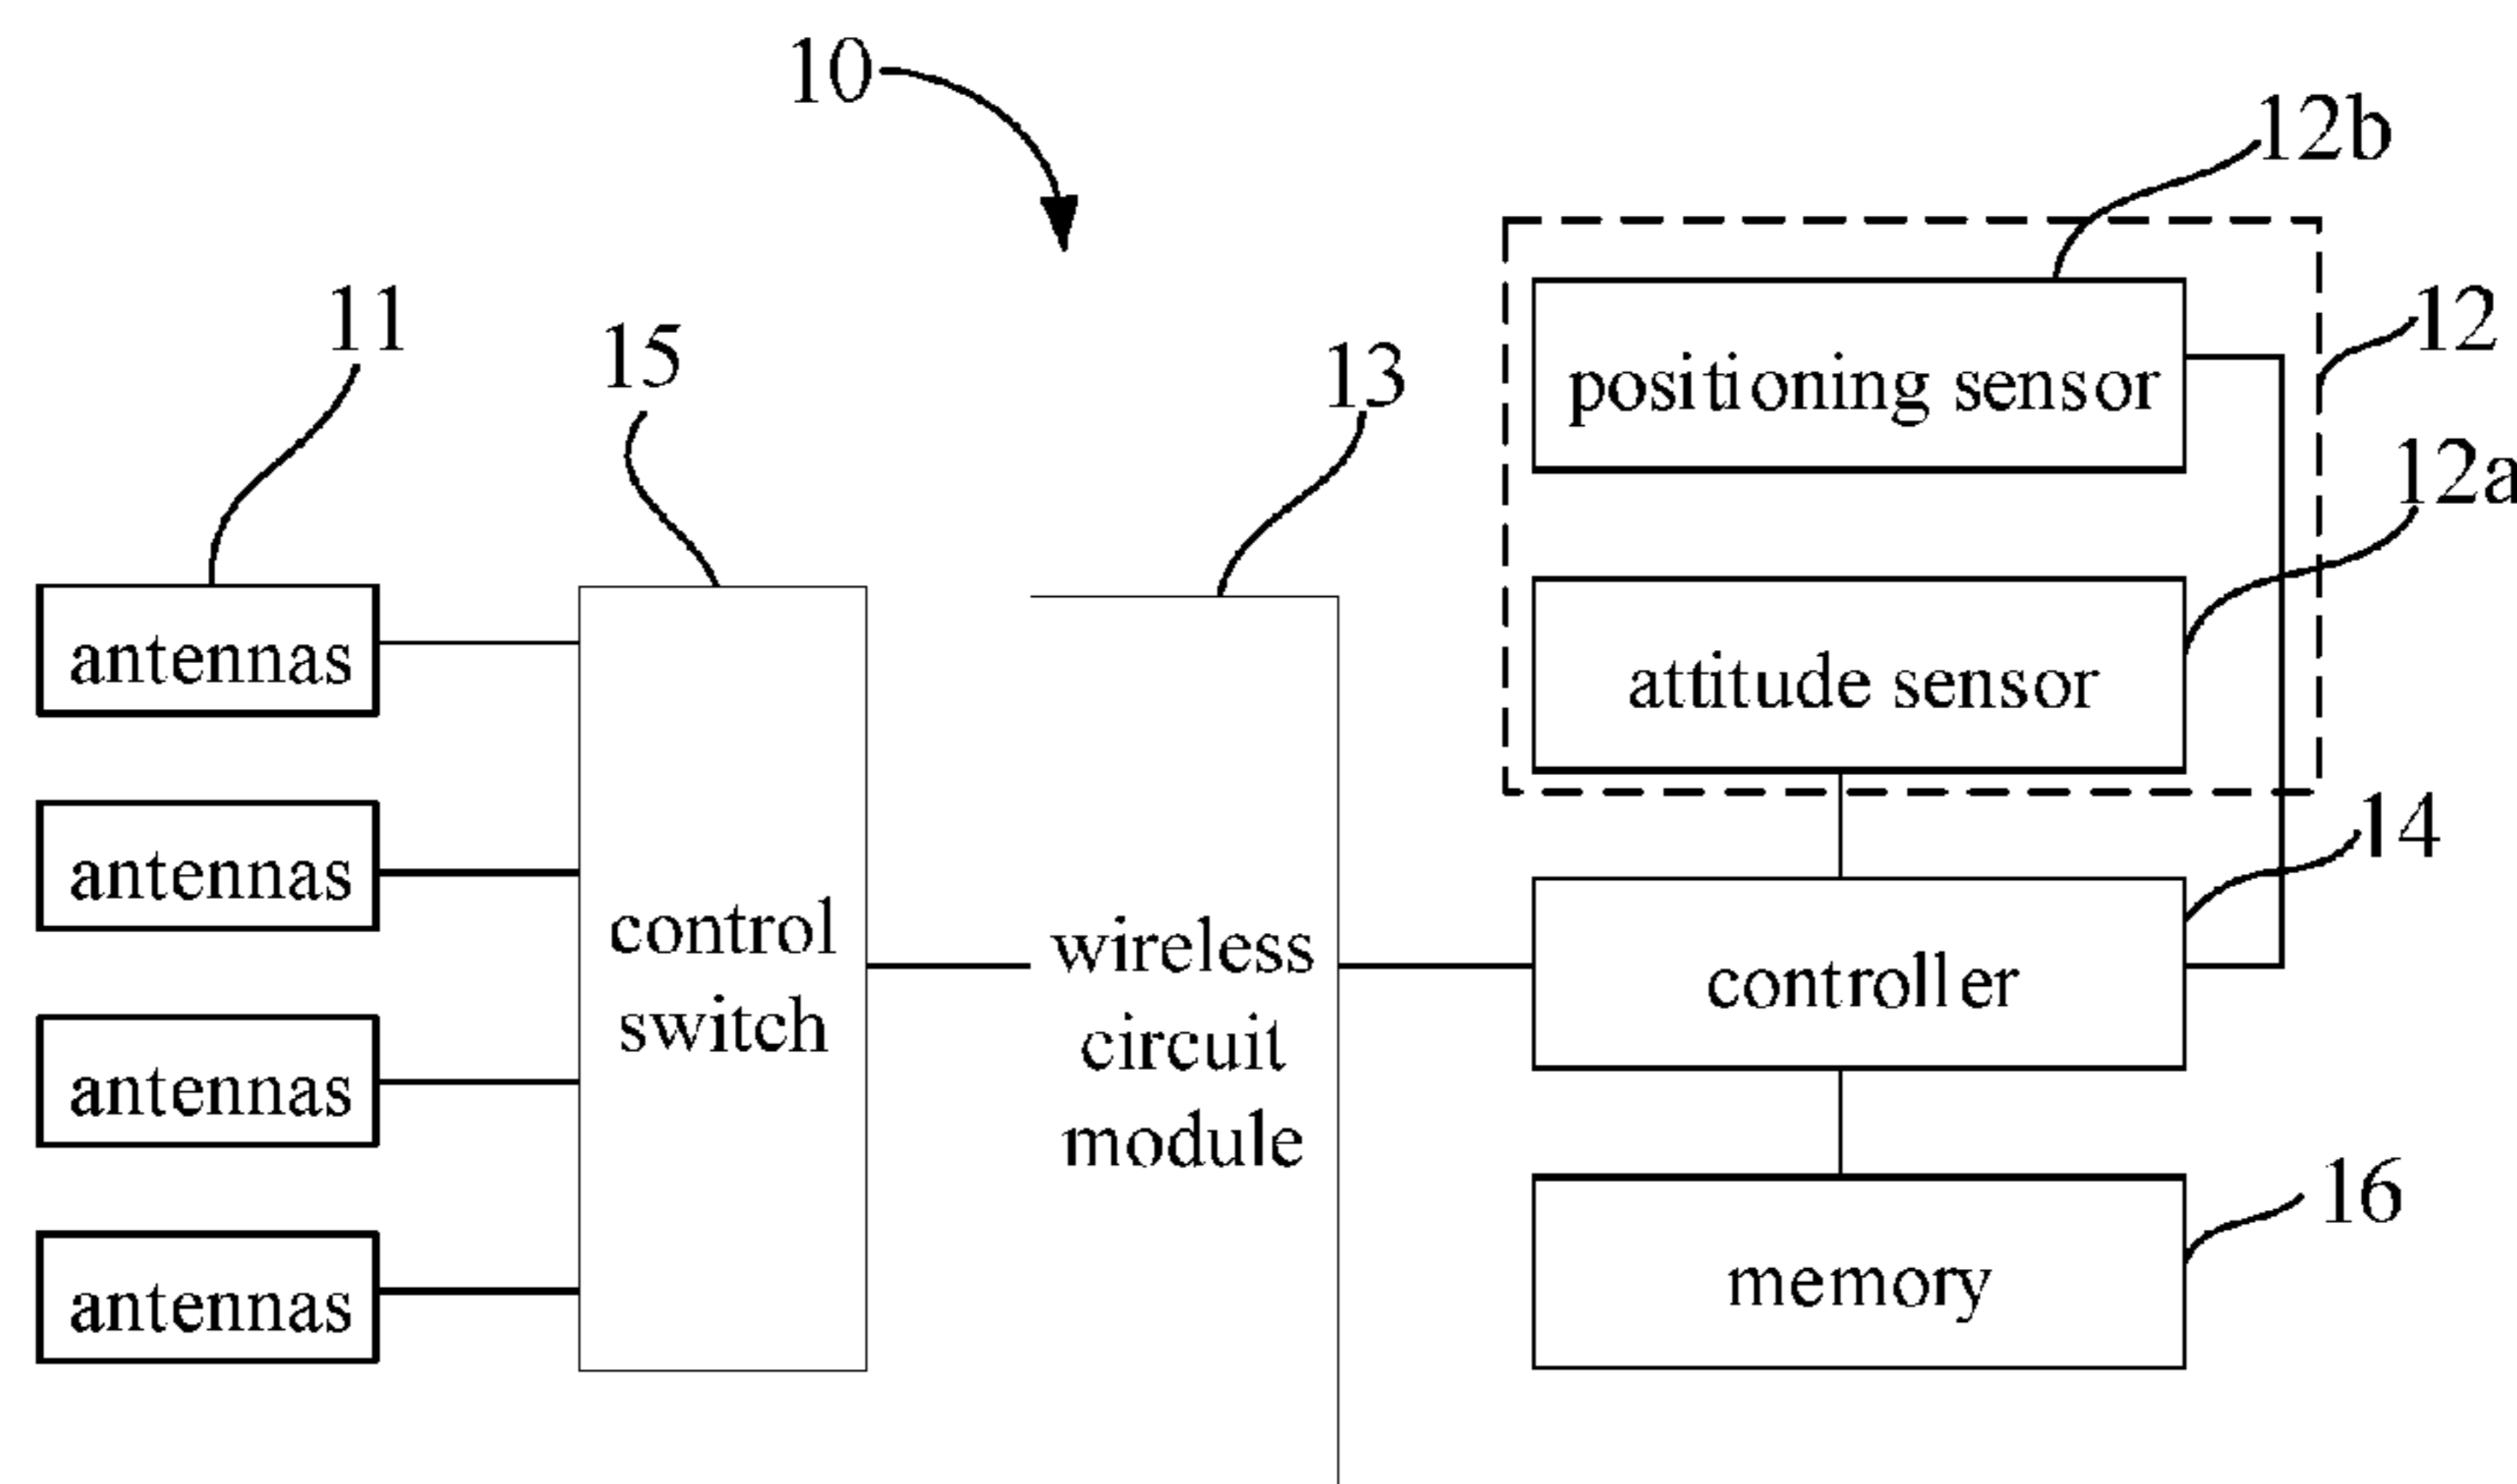 10
12b
11
15
13
12
positioning sensor
12a
antennas
attitude sensor
antennas
14
control
switch
wireless
circuit
module
controller
antennas
16
antennas
memory